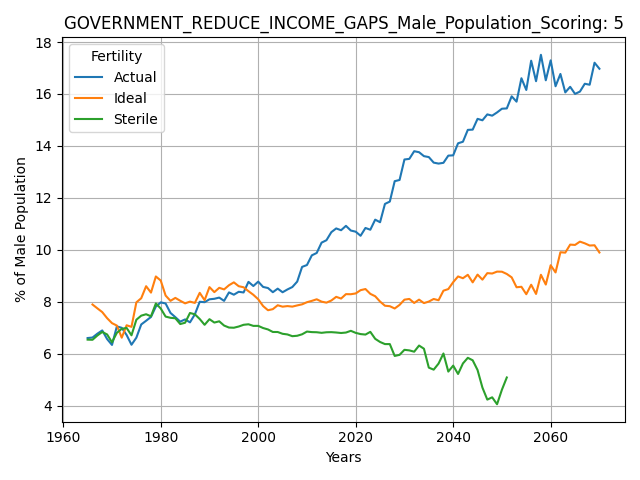 GOVERNMENT_REDUCE_INCOME_GAPS_Male_Population_Scoring: 5
Fertility
Actual
Ideal
Sterile
% of Male Population
18
16
14
12
10
8
6
4
1960
1980
2000
2020
2040
2060
Years